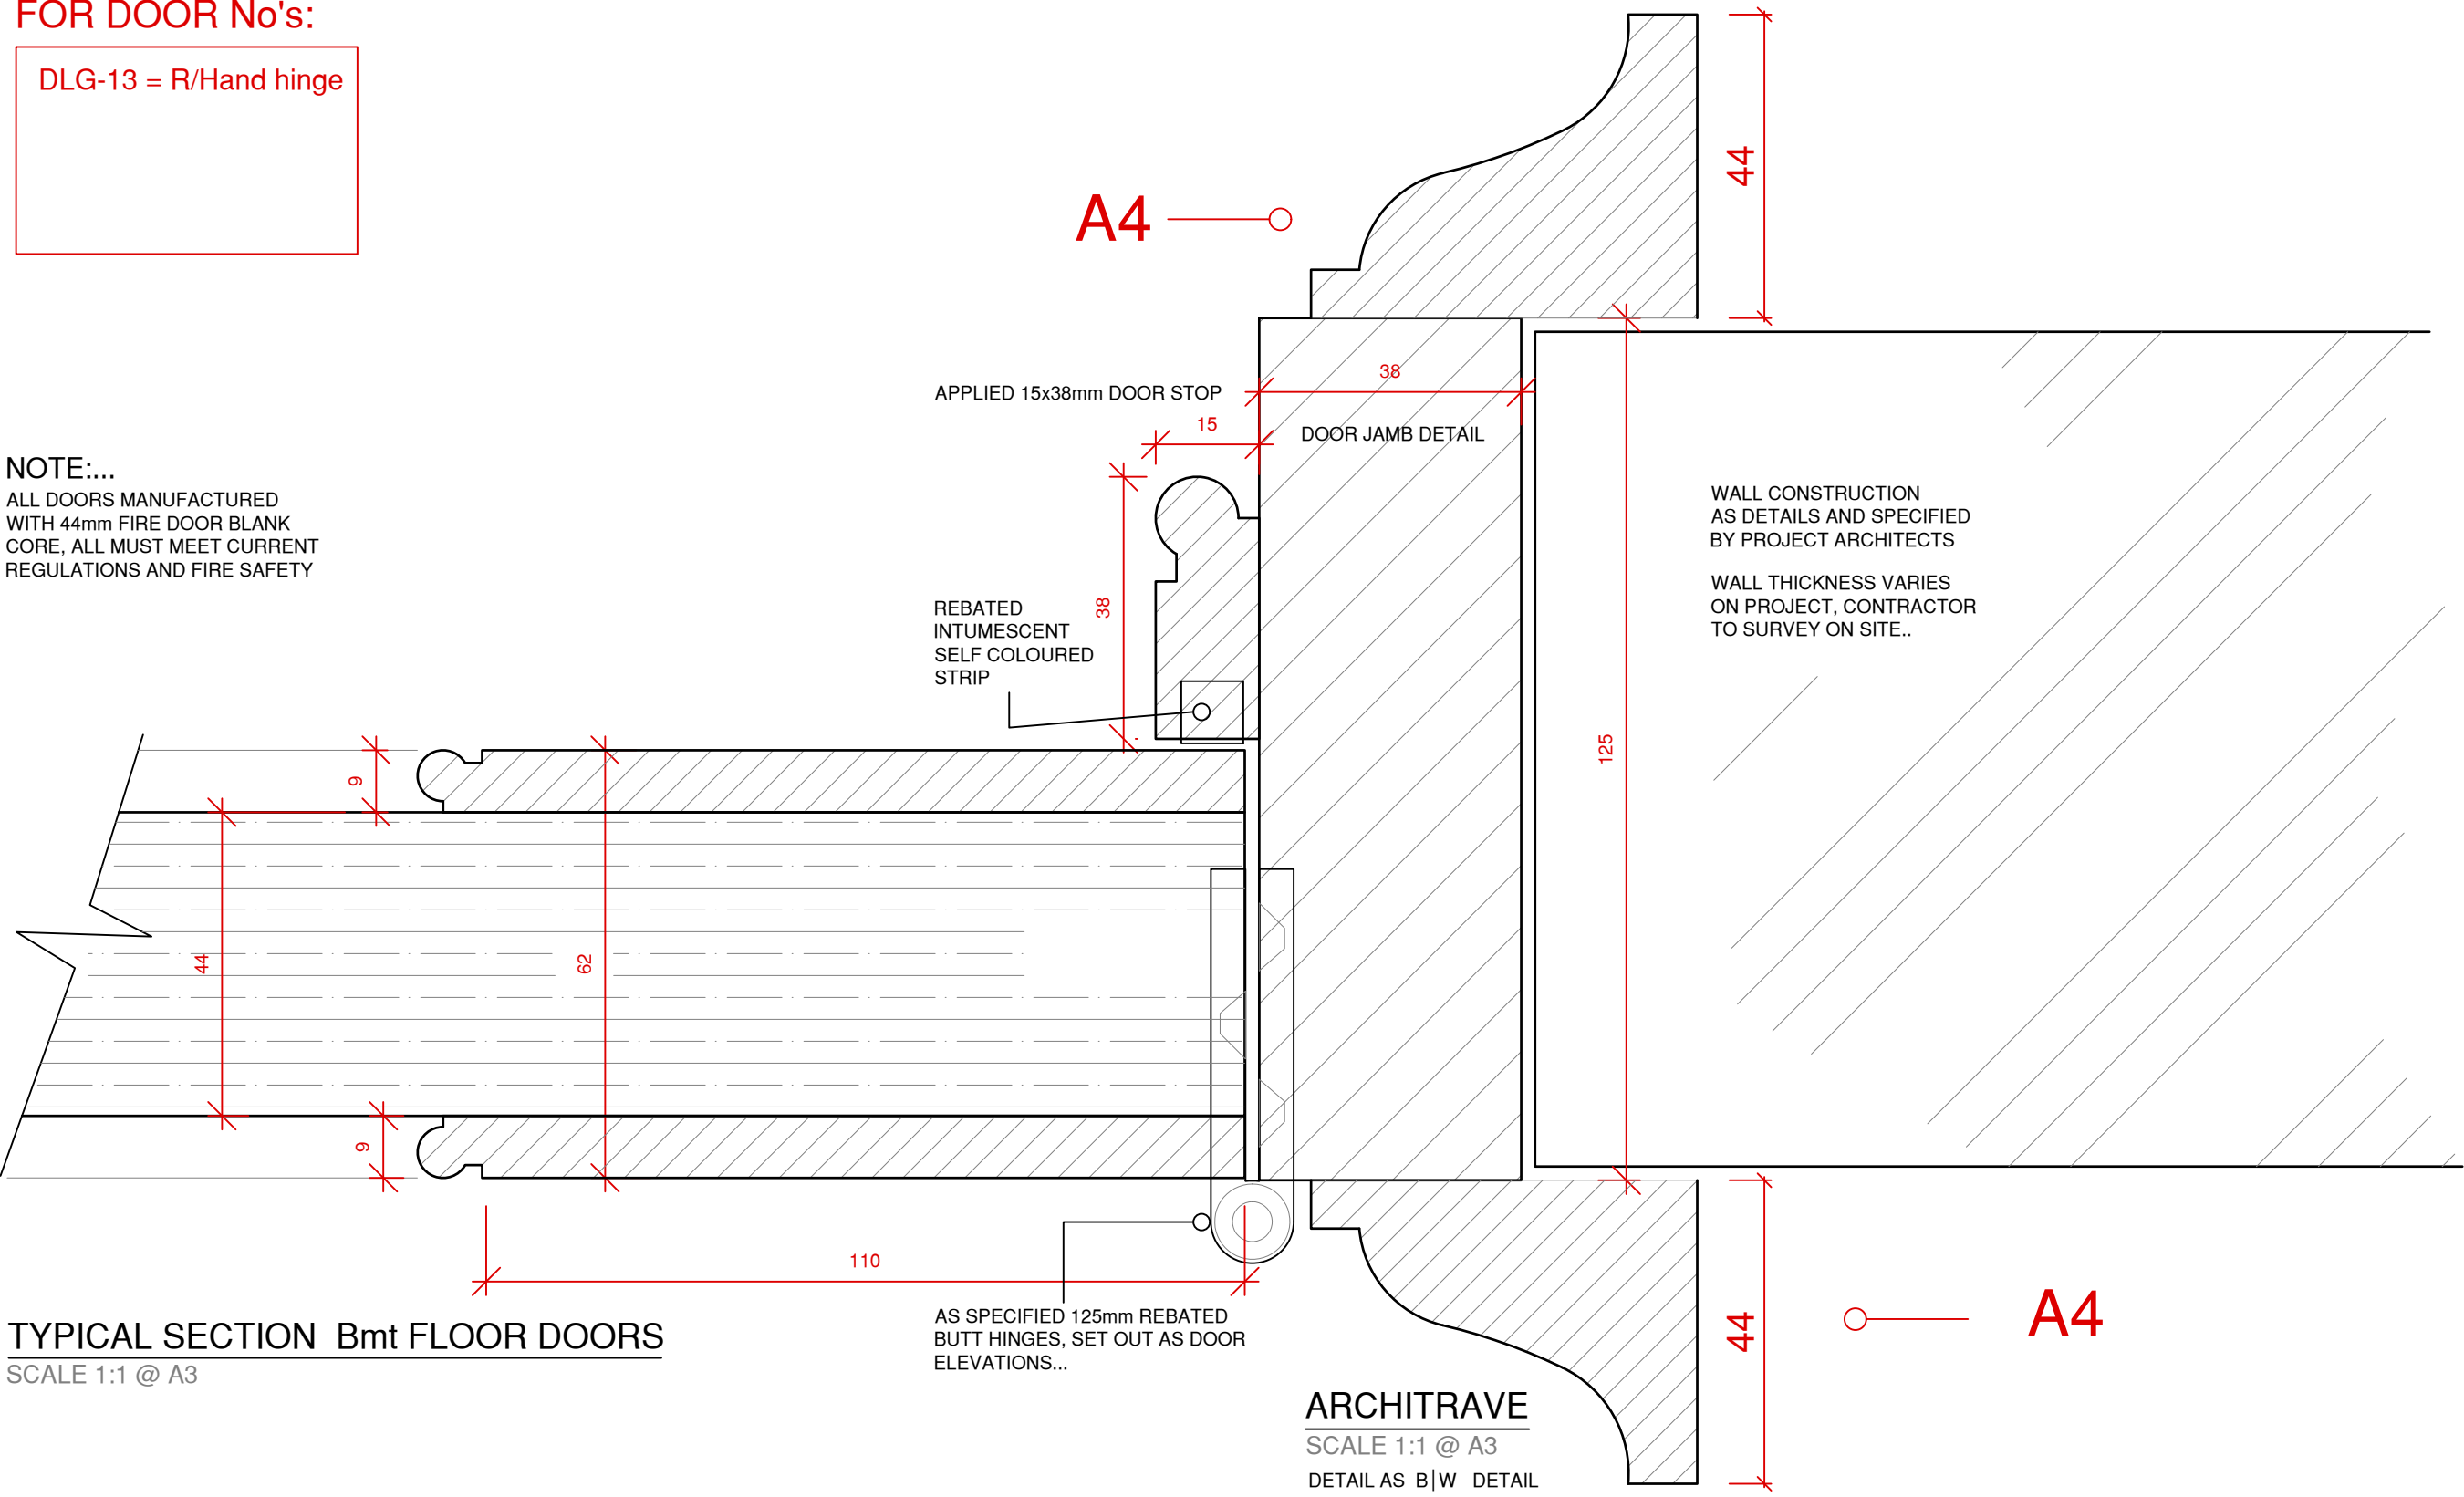 FOR DOOR No's:
DLG-13 = R/Hand hinge
A4
44
APPLIED 15x38mm DOOR STOP
38
15
DOOR JAMB DETAIL
NOTE:...
ALL DOORS MANUFACTURED
WITH 44mm FIRE DOOR BLANK
CORE, ALL MUST MEET CURRENT
REGULATIONS AND FIRE SAFETY
WALL CONSTRUCTION
AS DETAILS AND SPECIFIED
BY PROJECT ARCHITECTS
WALL THICKNESS VARIES
ON PROJECT, CONTRACTOR
TO SURVEY ON SITE..
38
REBATED
INTUMESCENT
SELF COLOURED
STRIP
125
9
44
62
9
110
AS SPECIFIED 125mm REBATED
BUTT HINGES, SET OUT AS DOOR
ELEVATIONS...
44
A4
TYPICAL SECTION  Bmt FLOOR DOORS
SCALE 1:1 @ A3
ARCHITRAVE
SCALE 1:1 @ A3
DETAIL AS  B|W  DETAIL